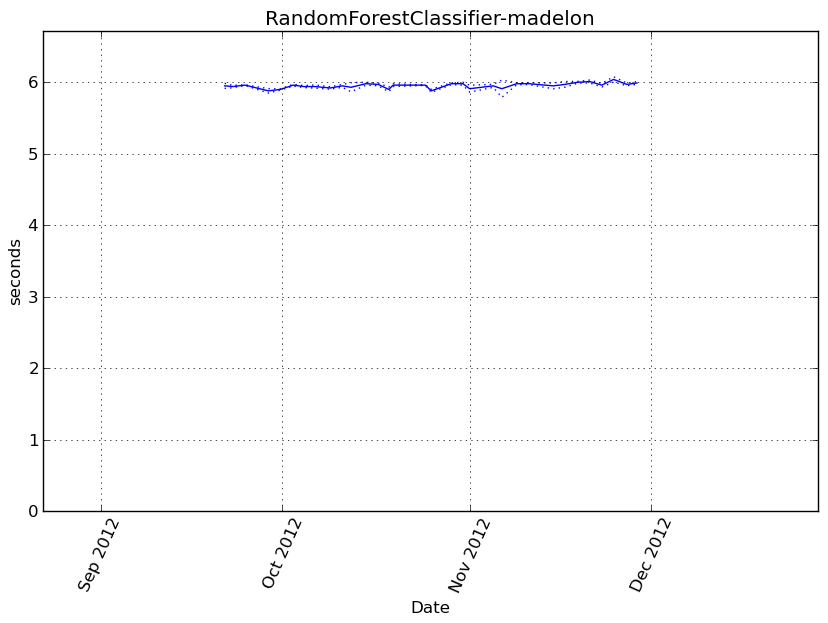 RandomForestClassifier-madelon
6
5
4
3
2
1
0
seconds
Sep 2012
Oct 2012
Nov 2012
Dec 2012
Date